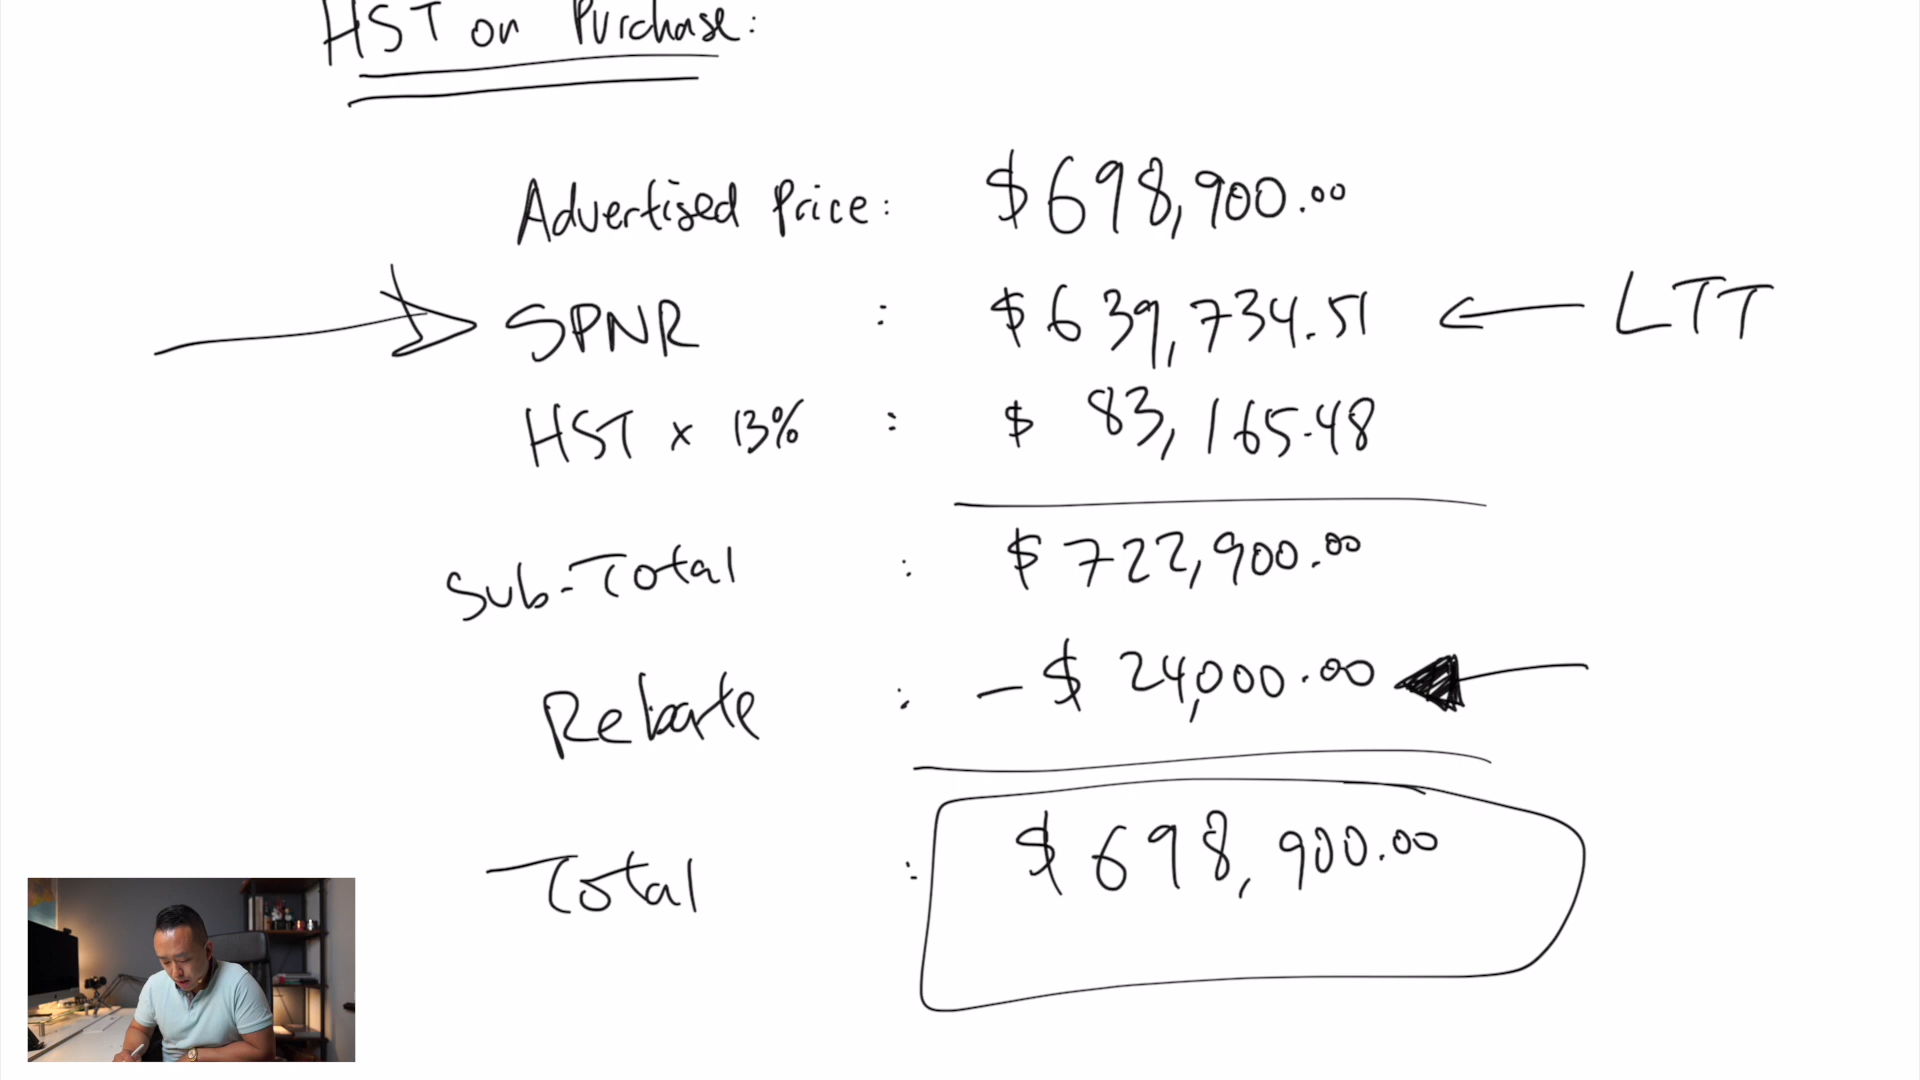 HST on Purchase:
Advertised Price: $698,900.00
SPNR : $639,734.51 ← LTT
HST x 13% : $ 83,165.48
Sub-Total : $722,900.00
Rebate : - $ 24,000.00
Total : $698,900.00